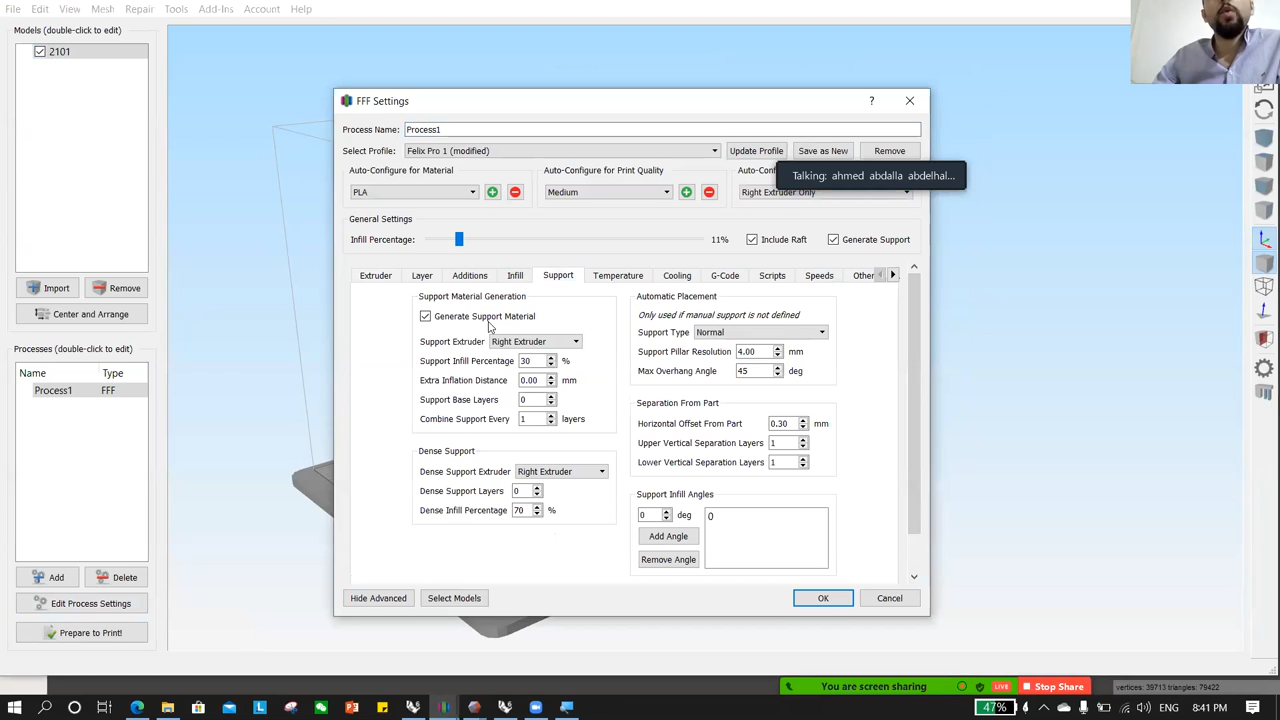 File Edit View Mesh Repair Tools Add-Ins Account Help
Models (double-click to edit)
2101
Import Remove
Center and Arrange
Processes (double-click to edit)
Name Type
Process1 FFF
Add Delete
Edit Process Settings
Prepare to Print!
FFF Settings
Process Name: Process1
Select Profile: Felix Pro 1 (modified) Update Profile Save as New Remove
Talking: ahmed abdalla abdelhal...
Auto-Configure for Material Auto-Configure for Print Quality
PLA Medium Right Extruder Only
General Settings
Infill Percentage: 11% Include Raft Generate Support
Extruder Layer Additions Infill Support Temperature Cooling G-Code Scripts Speeds Other
Support Material Generation
Generate Support Material
Support Extruder Right Extruder
Support Infill Percentage 30 %
Extra Inflation Distance 0.00 mm
Support Base Layers 0
Combine Support Every 1 layers
Dense Support
Dense Support Extruder Right Extruder
Dense Support Layers 0
Dense Infill Percentage 70 %
Automatic Placement
Only used if manual support is not defined
Support Type Normal
Support Pillar Resolution 4.00 mm
Max Overhang Angle 45 deg
Separation From Part
Horizontal Offset From Part 0.30 mm
Upper Vertical Separation Layers 1
Lower Vertical Separation Layers 1
Support Infill Angles
0 deg 0
Add Angle
Remove Angle
Hide Advanced Select Models OK Cancel
You are screen sharing LIVE Stop Share
vertices: 39713 triangles: 79422
47% ENG 8:41 PM